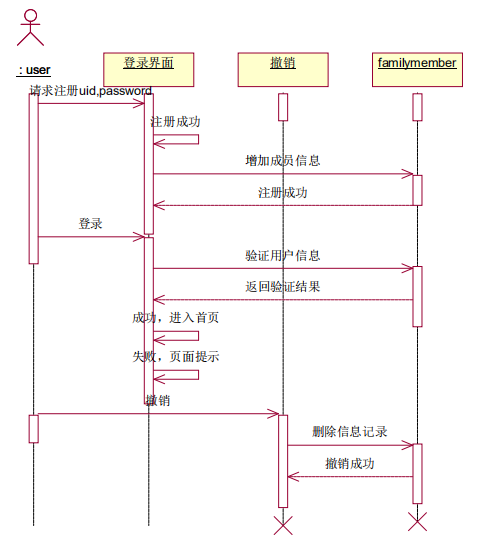 : user
登录界面
撤销
familymember
请求注册uid,password
注册成功
增加成员信息
注册成功
登录
验证用户信息
返回验证结果
成功，进入首页
失败，页面提示
撤销
删除信息记录
撤销成功